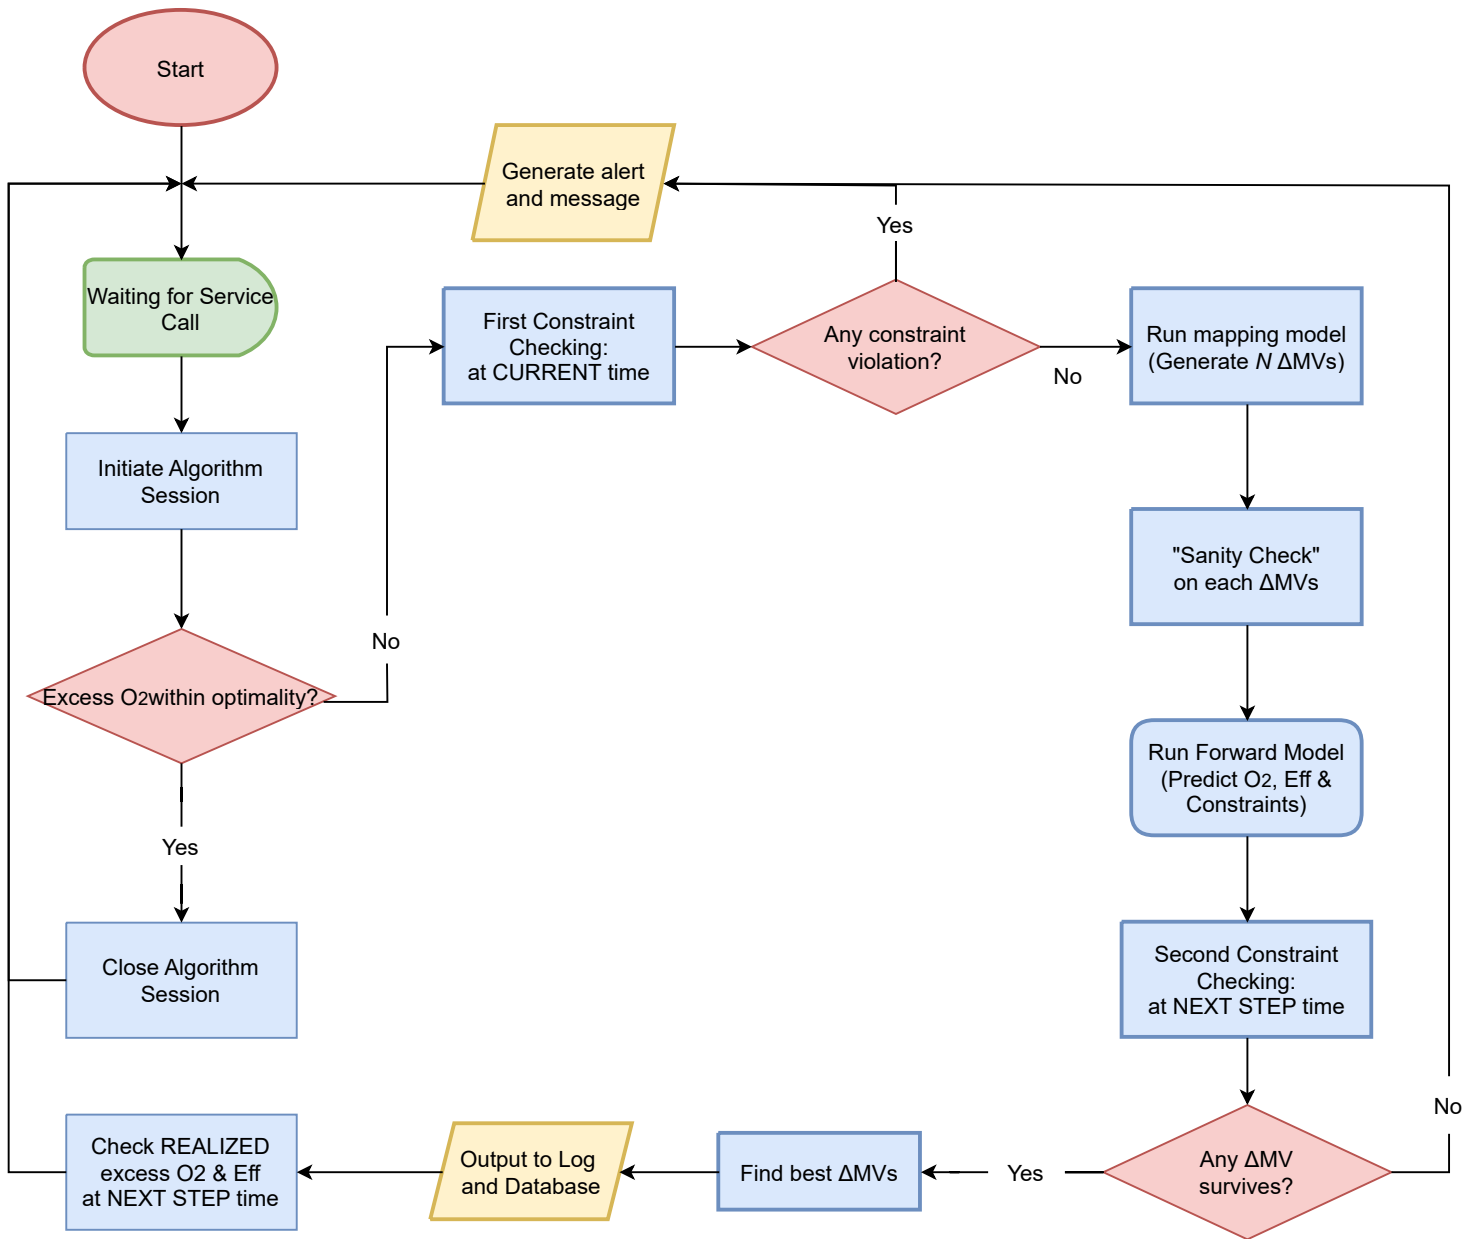 Start
Generate alert
and message
Yes
Waiting for Service
Call
First Constraint
Checking:
at CURRENT time
Any constraint
violation?
No
Run mapping model
(Generate N ΔMVs)
Initiate Algorithm
Session
"Sanity Check"
on each ΔMVs
No
Excess O2within optimality?
Run Forward Model
(Predict O2, Eff &
Constraints)
Yes
Close Algorithm
Session
Second Constraint
Checking:
at NEXT STEP time
No
Any ΔMV
survives?
Yes
Find best ΔMVs
Output to Log
and Database
Check REALIZED
excess O2 & Eff
at NEXT STEP time